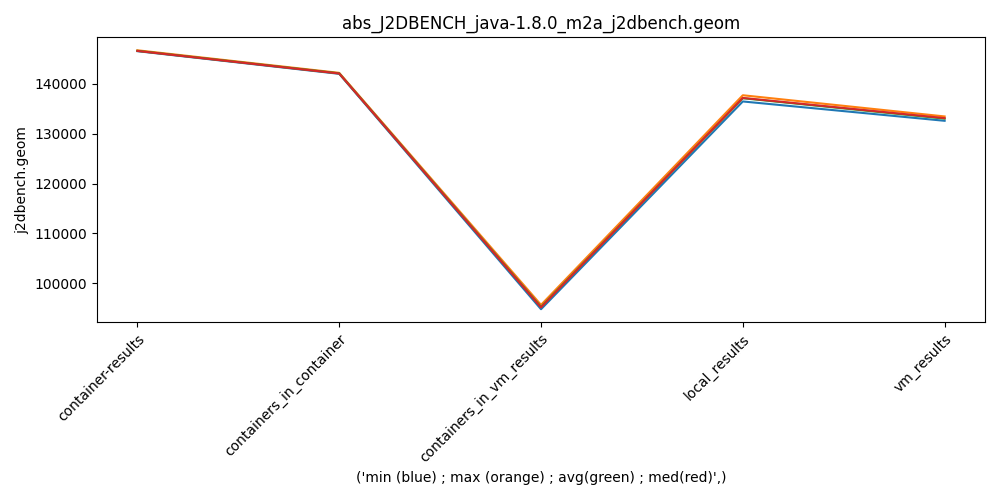 abs_J2DBENCH_java-1.8.0_m2a_j2dbench.geom
j2dbench.geom
140000
130000
120000
110000
100000
container-results
containers_in_container
containers_in_vm_results
local_results
vm_results
('min (blue) ; max (orange) ; avg(green) ; med(red)',)